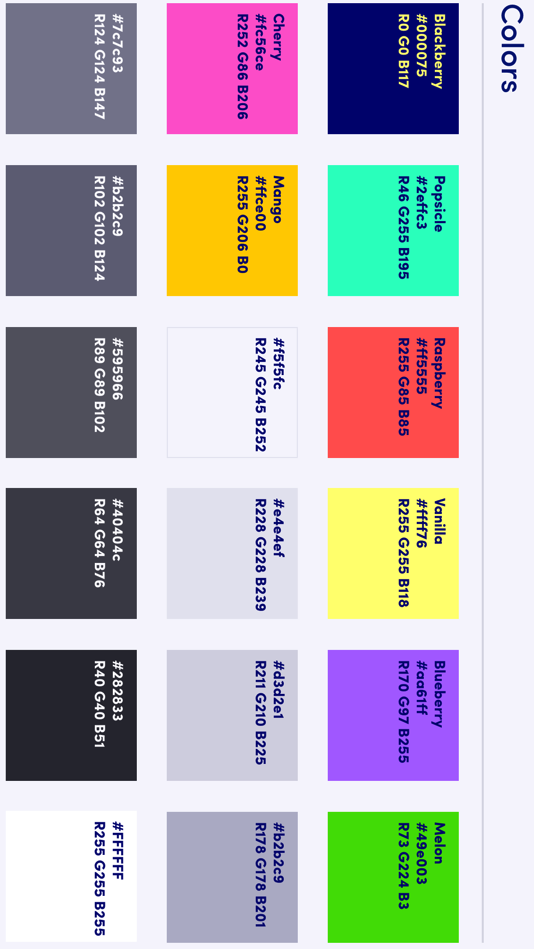 Colors
Blackberry
#000075
R0 G0 B117
Popsicle
#2effc3
R46 G255 B195
Raspberry
#ff5555
R255 G85 B85
Vanilla
#ffff76
R255 G255 B118
Blueberry
#aa61ff
R170 G97 B255
Melon
#49e003
R73 G224 B3
Cherry
#fc56ce
R252 G86 B206
Mango
#ffce00
R255 G206 B0
#f5f5fc
R245 G245 B252
#e4e4ef
R228 G228 B239
#d3d2e1
R211 G210 B225
#b2b2c9
R178 G178 B201
#7c7c93
R124 G124 B147
#b2b2c9
R102 G102 B124
#595966
R89 G89 B102
#40404c
R64 G64 B76
#282833
R40 G40 B51
#FFFFFF
R255 G255 B255